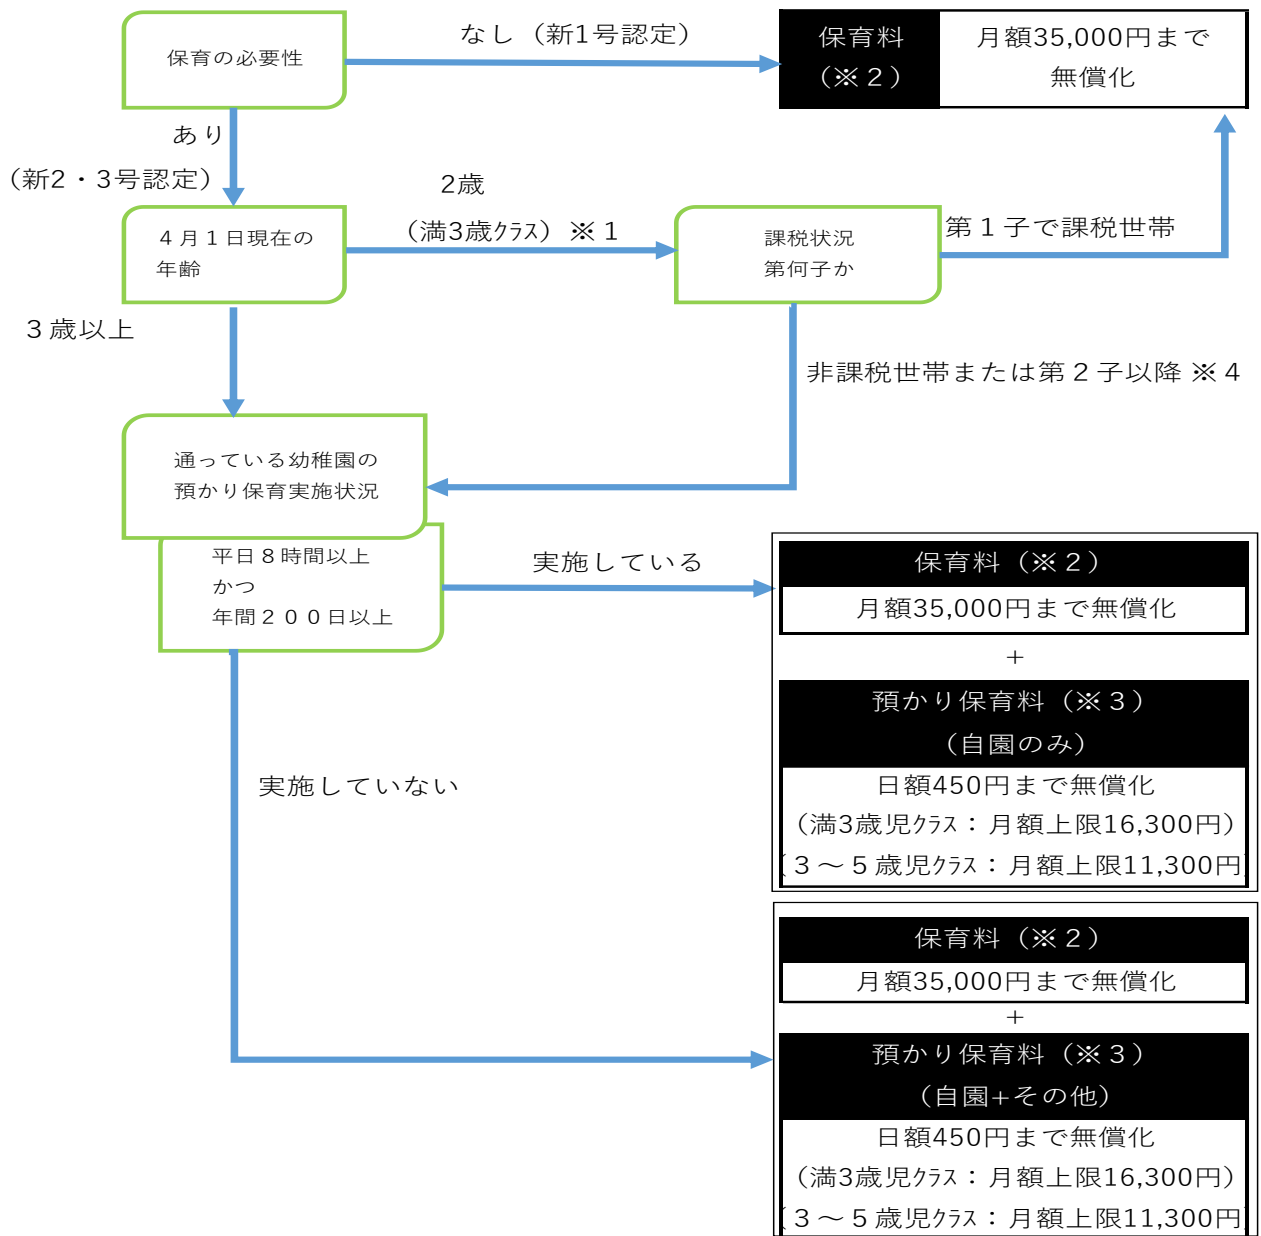 保育の必要性
なし（新1号認定）
保育料
（※２）
月額35,000円まで
無償化
あり
（新2・3号認定）
2歳
（満3歳ｸﾗｽ）※１
４月１日現在の
年齢
課税状況
第何子か
第１子で課税世帯
３歳以上
非課税世帯または第２子以降 ※４
通っている幼稚園の
預かり保育実施状況
平日８時間以上
かつ
年間２００日以上
実施している
保育料（※２）
月額35,000円まで無償化
+
預かり保育料（※３）
（自園のみ）
日額450円まで無償化
（満3歳児ｸﾗｽ：月額上限16,300円）
（３～５歳児ｸﾗｽ：月額上限11,300円）
実施していない
保育料（※２）
月額35,000円まで無償化
+
預かり保育料（※３）
（自園+その他）
日額450円まで無償化
（満3歳児ｸﾗｽ：月額上限16,300円）
（３～５歳児ｸﾗｽ：月額上限11,300円